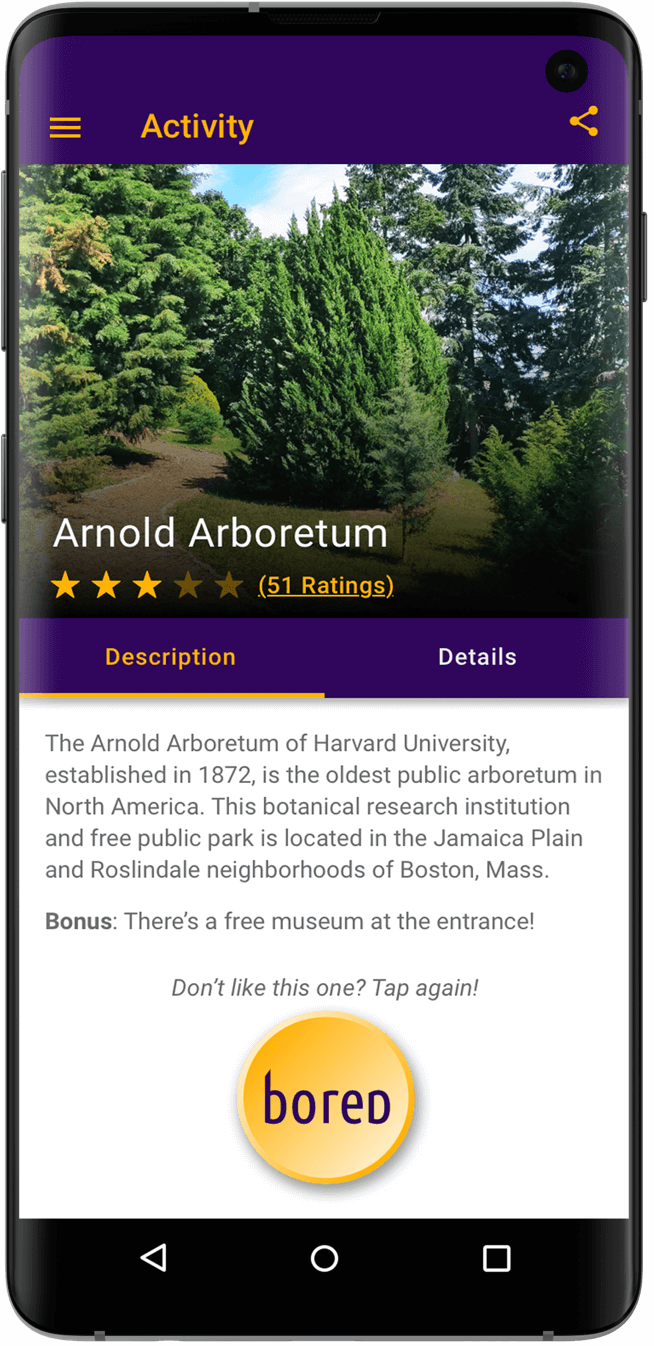 Activity
Arnold Arboretum
(51 Ratings)
Description
Details
The Arnold Arboretum of Harvard University,
established in 1872, is the oldest public arboretum in
North America. This botanical research institution
and free public park is located in the Jamaica Plain
and Roslindale neighborhoods of Boston, Mass.
Bonus: There’s a free museum at the entrance!
Don’t like this one? Tap again!
bored